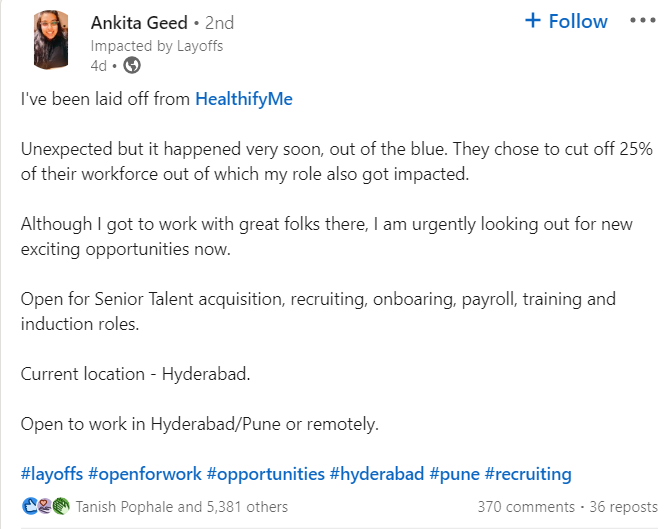 Ankita Geed • 2nd
+ Follow •••
Impacted by Layoffs
4d •
I've been laid off from HealthifyMe
Unexpected but it happened very soon, out of the blue. They chose to cut off 25%
of their workforce out of which my role also got impacted.
Although I got to work with great folks there, I am urgently looking out for new
exciting opportunities now.
Open for Senior Talent acquisition, recruiting, onboaring, payroll, training and
induction roles.
Current location - Hyderabad.
Open to work in Hyderabad/Pune or remotely.
#layoffs #openforwork #opportunities #hyderabad #pune #recruiting
Tanish Pophale and 5,381 others
370 comments • 36 reposts